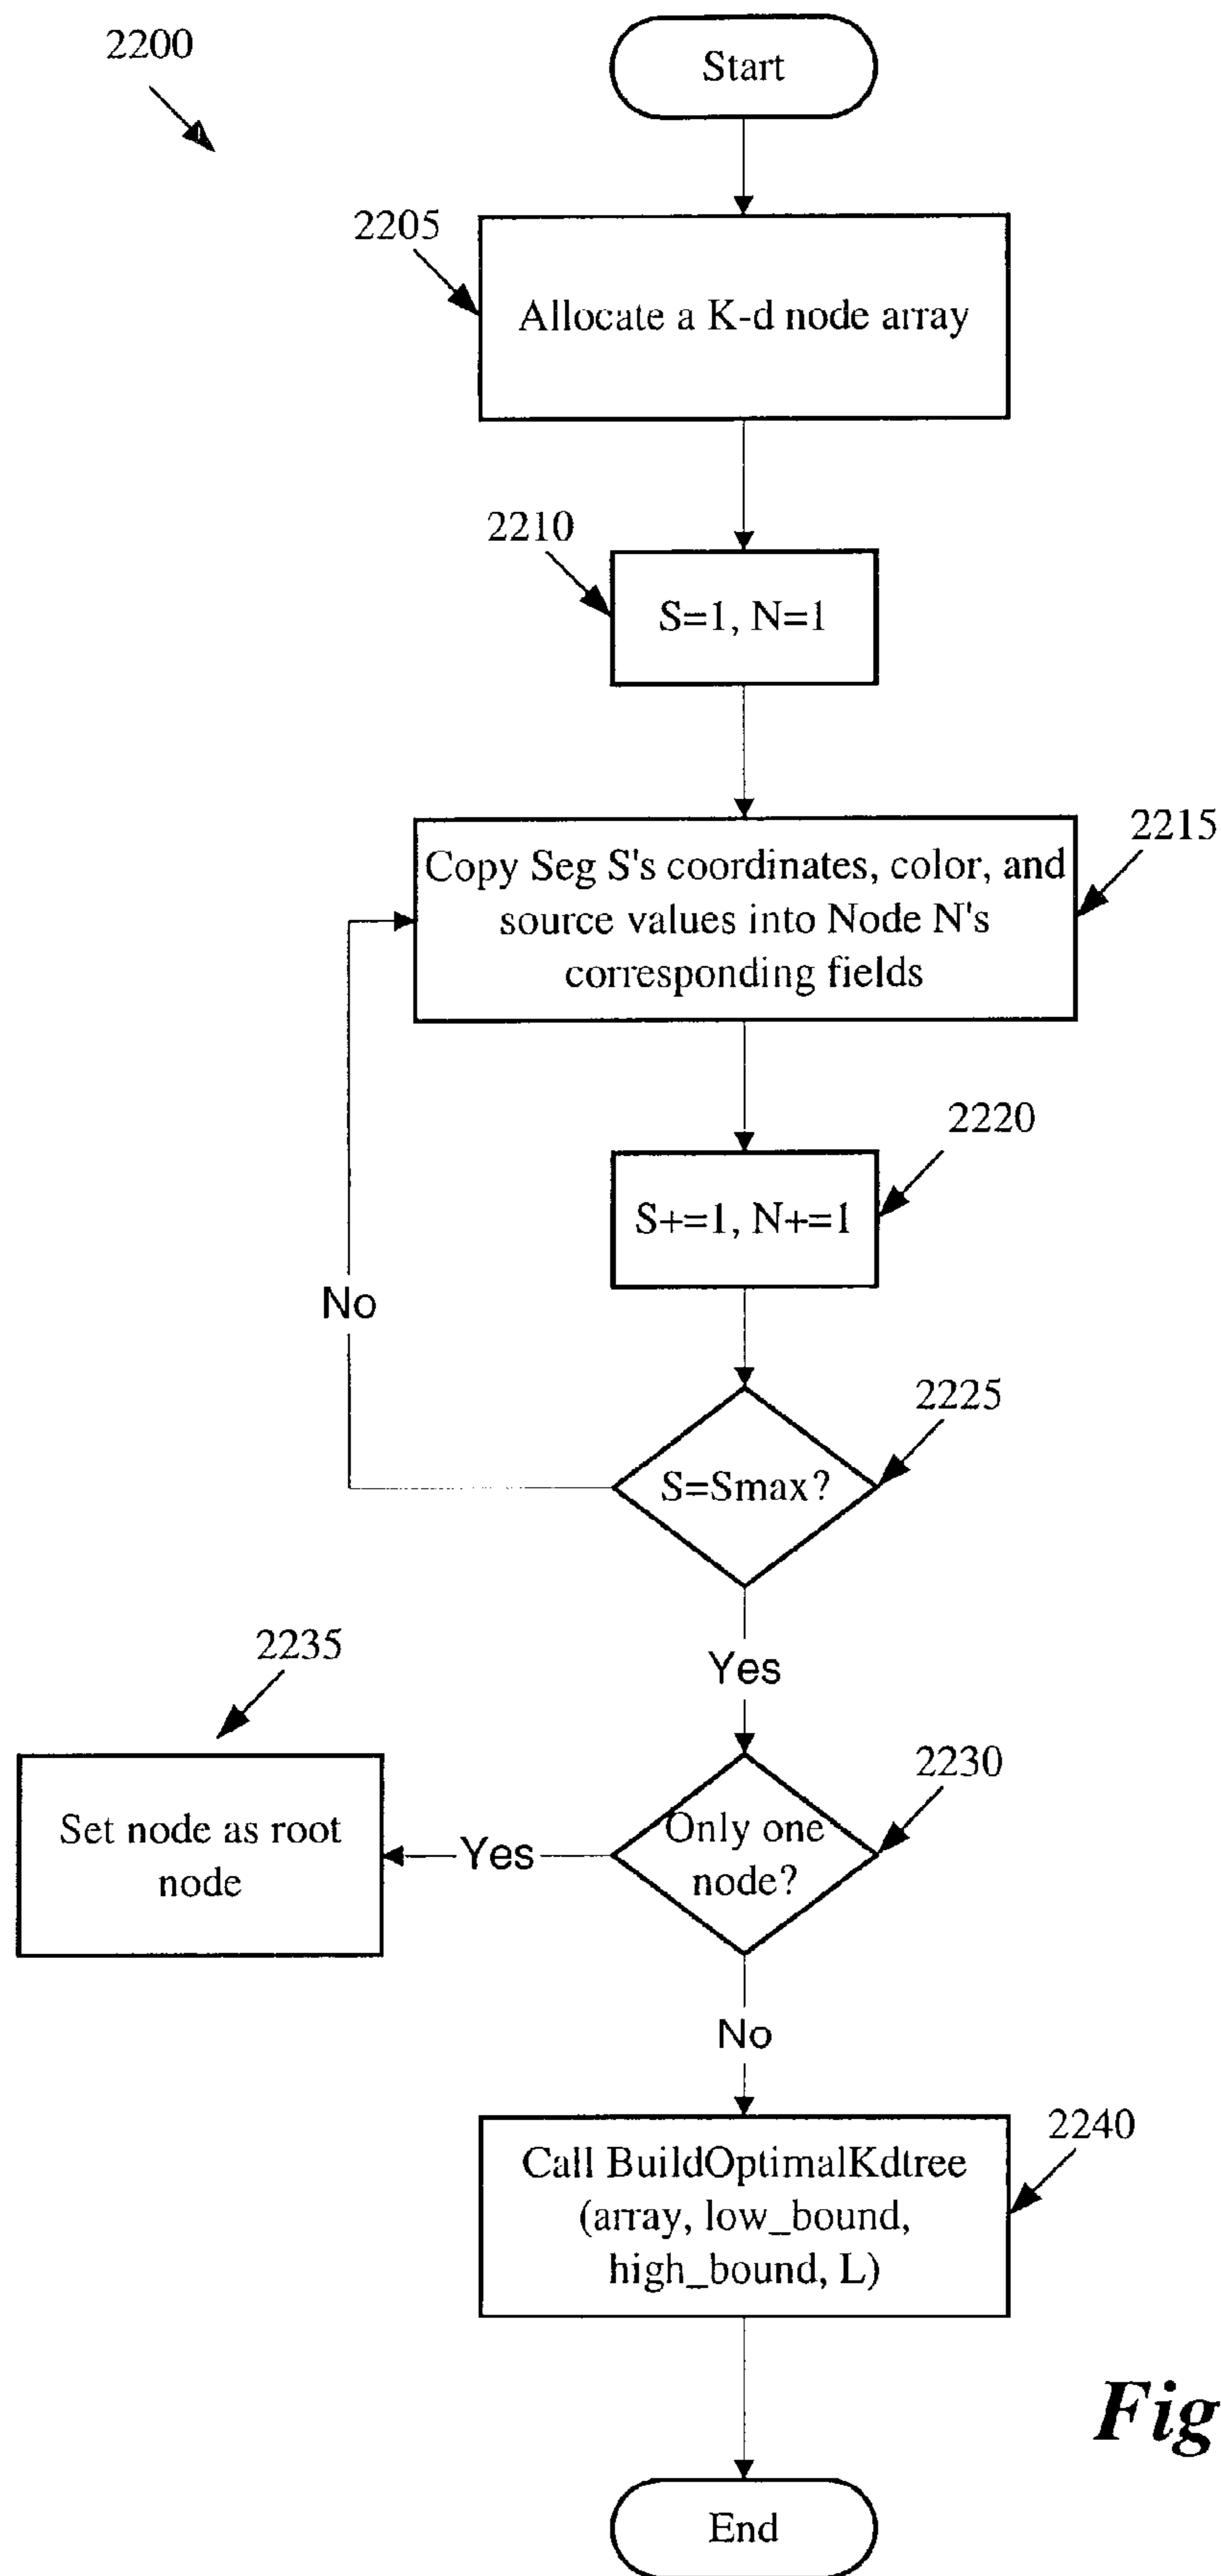 2200
Start
2205
Allocate a K-d node array
2210
S=1, N=1
2215
Copy Seg S's coordinates, color, and
source values into Node N's
corresponding fields
2220
S+=1, N+=1
No
2225
S=Smax?
Yes
2235
Set node as root
node
Yes
2230
Only one
node?
No
2240
Call BuildOptimalKdtree
(array, low_bound,
high_bound, L)
Fig
End